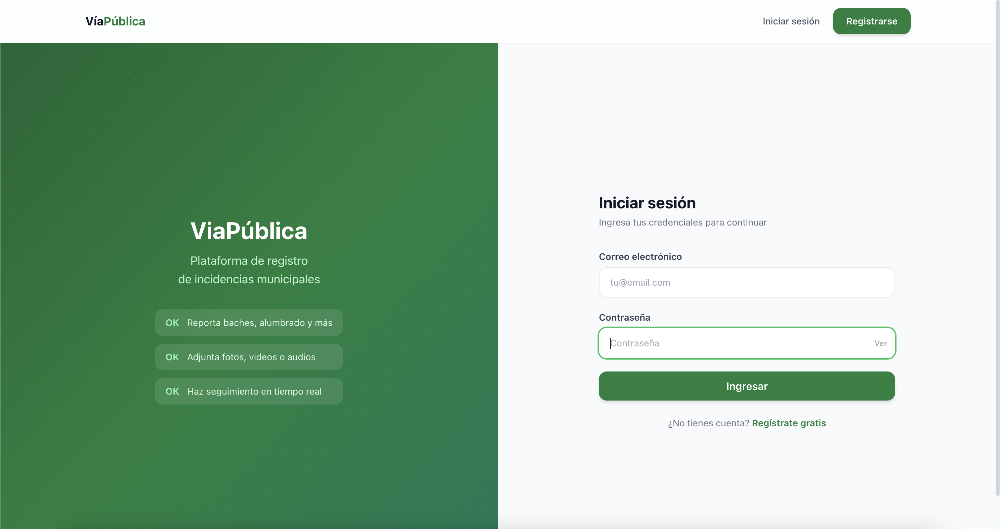 VíaPública
Iniciar sesión
Registrarse
ViaPública
Plataforma de registro
de incidencias municipales
OK Reporta baches, alumbrado y más
OK Adjunta fotos, videos o audios
OK Haz seguimiento en tiempo real
Iniciar sesión
Ingresa tus credenciales para continuar
Correo electrónico
tu@email.com
Contraseña
Contraseña
Ver
Ingresar
¿No tienes cuenta? Regístrate gratis